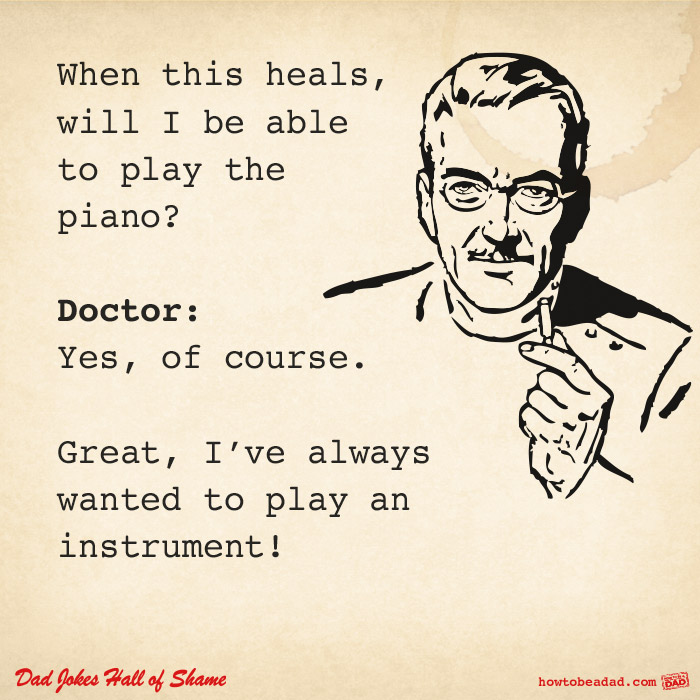 When this heals,
will I be able
to play the
piano?
Doctor:
Yes, of course.
Great, I’ve always
wanted to play an
instrument!
Dad Jokes Hall of Shame
howtobeadad.com
DAD